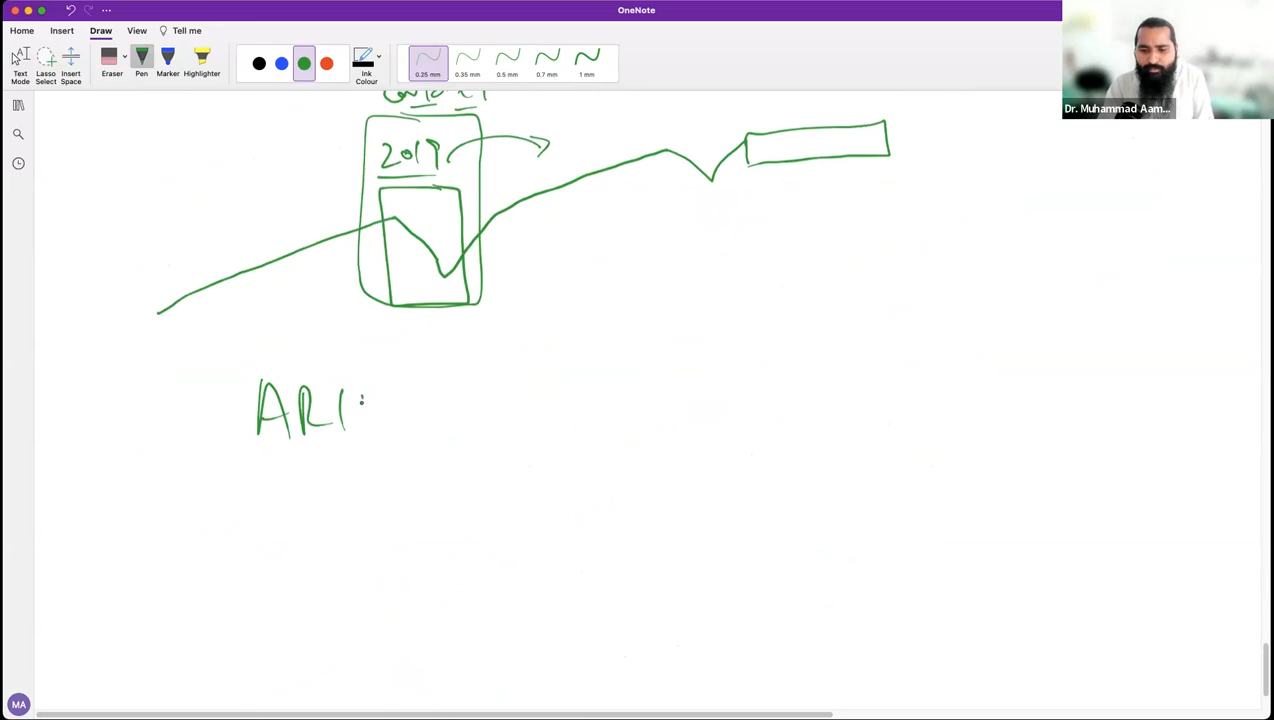 OneNote
Home Insert Draw View Tell me
Text Mode
Lasso Select
Insert Space
Eraser
Pen
Marker
Highlighter
Ink Colour
0.25 mm
0.35 mm
0.5 mm
0.7 mm
1 mm
Dr. Muhammad Aam...
2019
ARI
MA